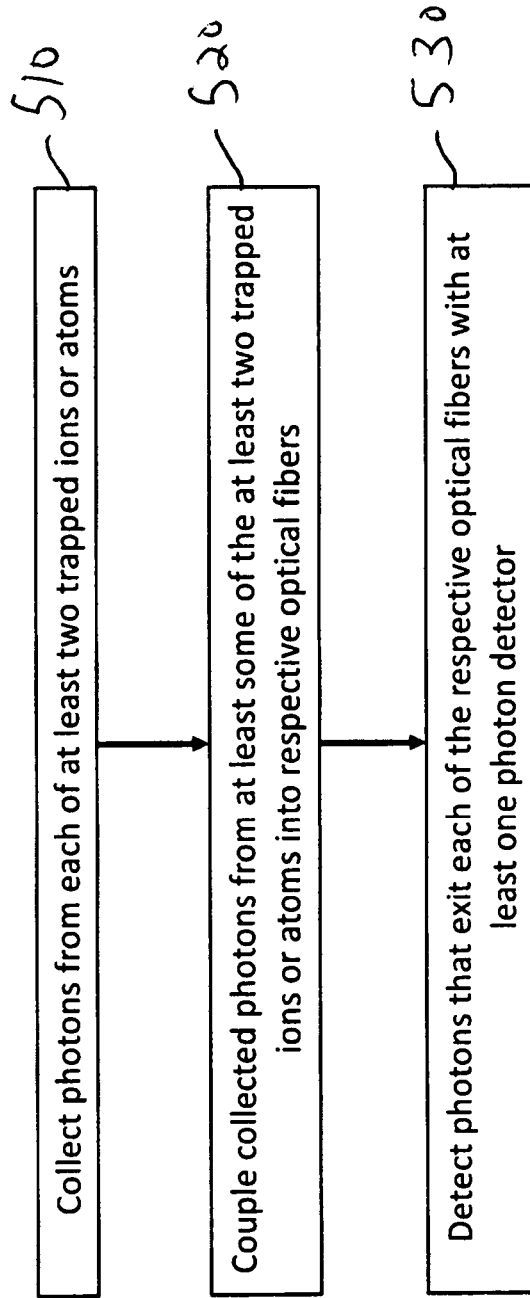 Collect photons from each of at least two trapped ions or atoms
510
Couple collected photons from at least some of the at least two trapped
ions or atoms into respective optical fibers
520
Detect photons that exit each of the respective optical fibers with at
least one photon detector
530